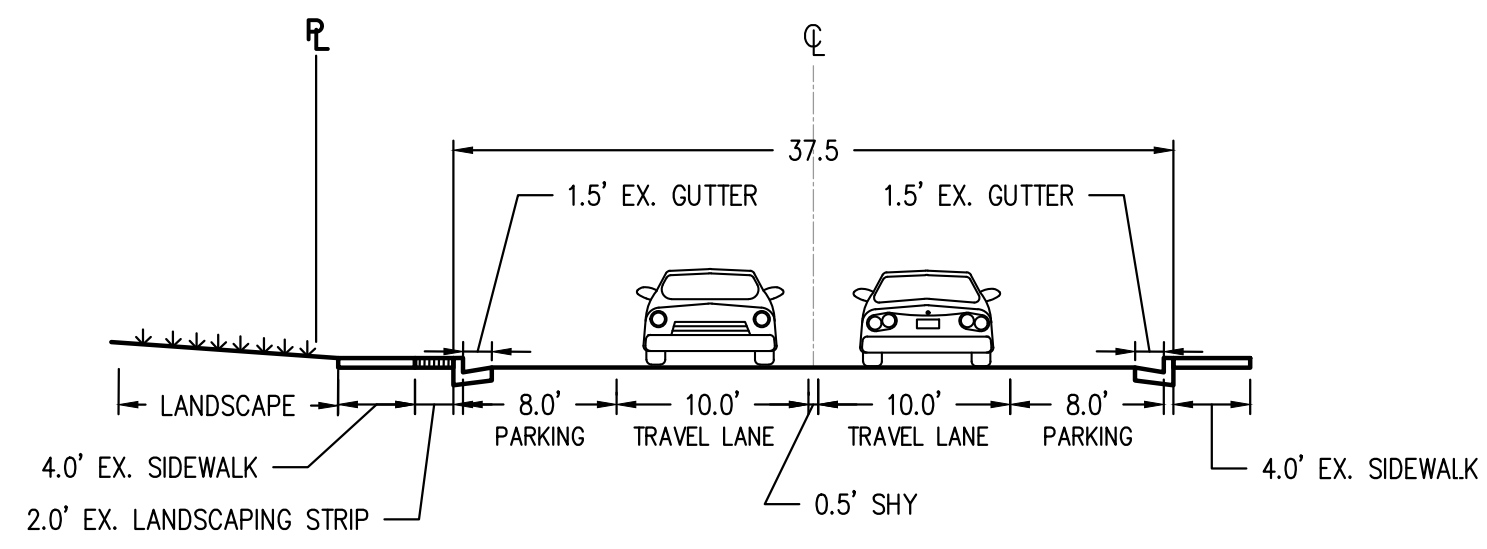 PL
CL
37.5
1.5' EX. GUTTER
1.5' EX. GUTTER
LANDSCAPE
8.0'
PARKING
10.0'
TRAVEL LANE
10.0'
TRAVEL LANE
8.0'
PARKING
4.0' EX. SIDEWALK
4.0' EX. SIDEWALK
2.0' EX. LANDSCAPING STRIP
0.5' SHY